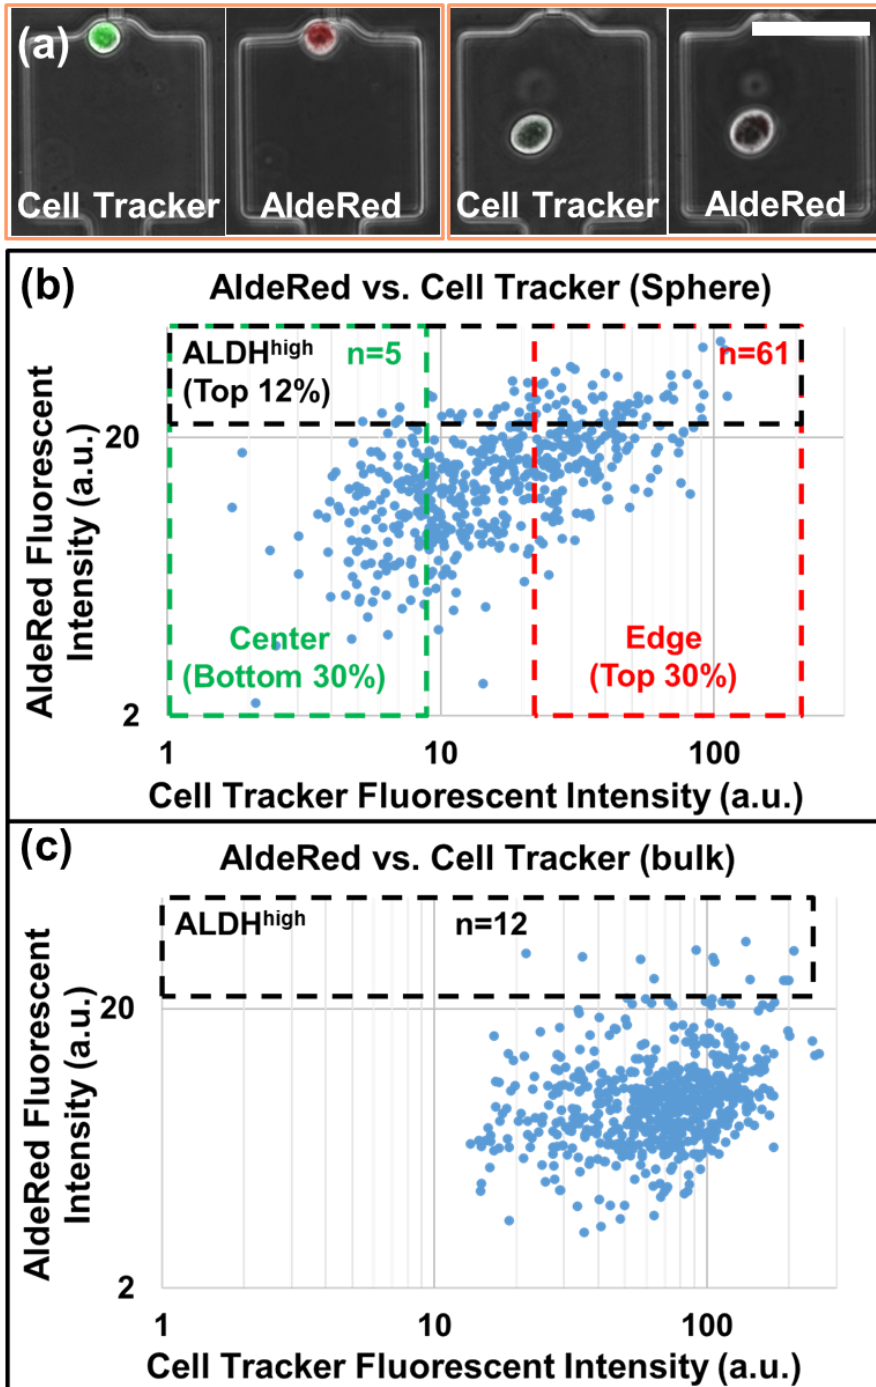 (a)
Cell Tracker
AldeRed
Cell Tracker
AldeRed
(b)
AldeRed vs. Cell Tracker (Sphere)
ALDHhigh
(Top 12%)
n=5
n=61
Center
(Bottom 30%)
Edge
(Top 30%)
AldeRed Fluorescent
Intensity (a.u.)
20
2
1
10
100
Cell Tracker Fluorescent Intensity (a.u.)
(c)
AldeRed vs. Cell Tracker (bulk)
ALDHhigh
n=12
AldeRed Fluorescent
Intensity (a.u.)
20
2
1
10
100
Cell Tracker Fluorescent Intensity (a.u.)